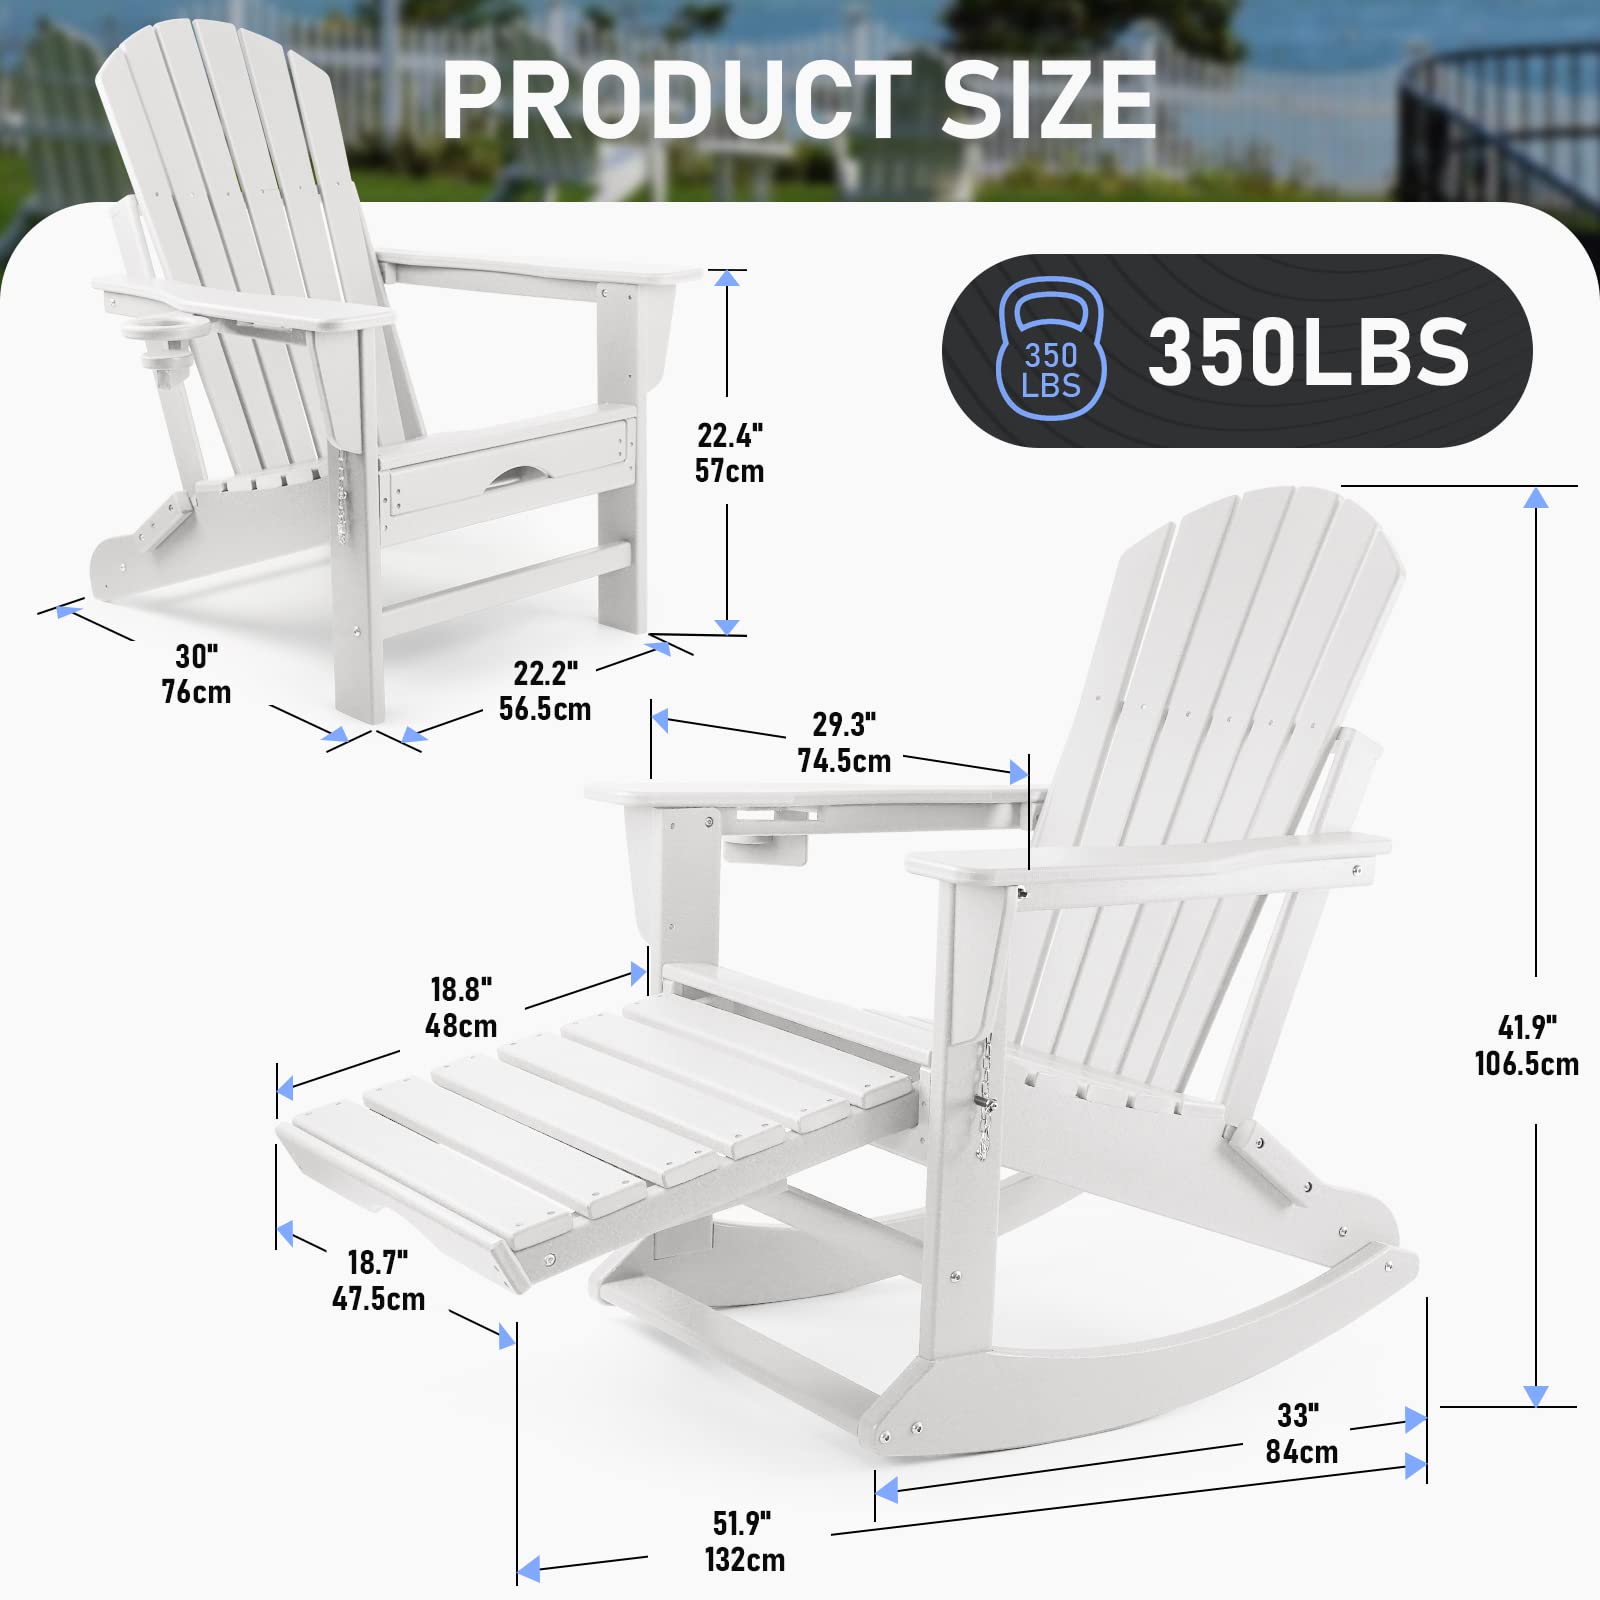 PRODUCT SIZE
350
LBS
350LBS
22.4"
57cm
30"
76cm
22.2"
56.5cm
29.3"
74.5cm
18.8"
48cm
41.9"
106.5cm
18.7"
47.5cm
33"
84cm
51.9"
132cm